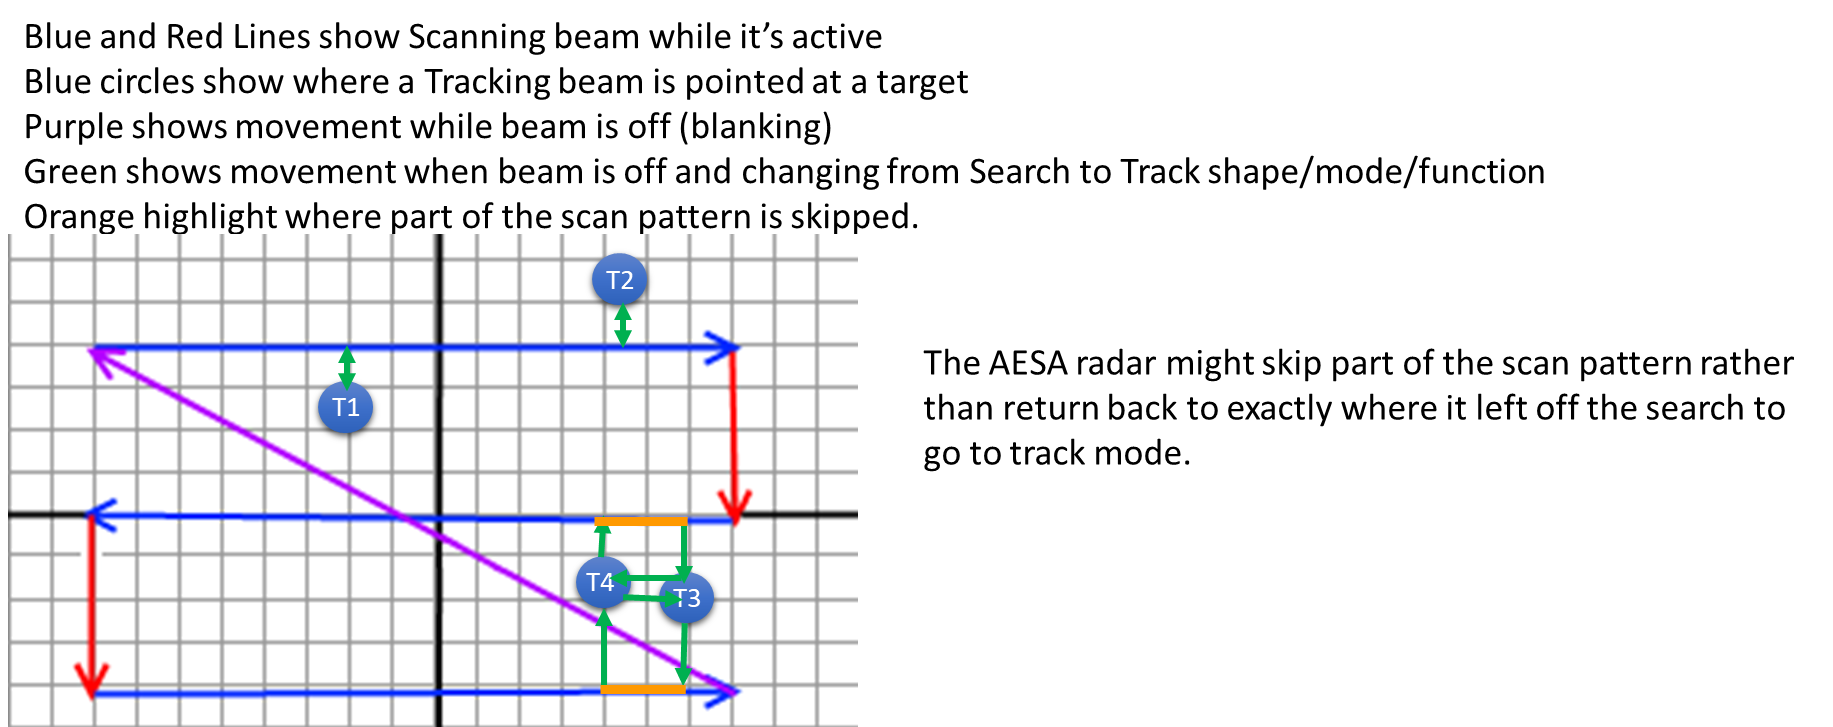 Blue and Red Lines show Scanning beam while it’s active
Blue circles show where a Tracking beam is pointed at a target
Purple shows movement while beam is off (blanking)
Green shows movement when beam is off and changing from Search to Track shape/mode/function
Orange highlight where part of the scan pattern is skipped.
T2
T1
The AESA radar might skip part of the scan pattern rather
than return back to exactly where it left off the search to
go to track mode.
T4
T3